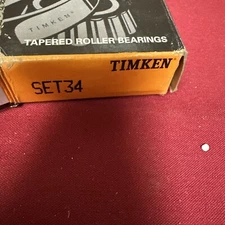 TIMKEN
TAPERED ROLLER BEARINGS
TIMKEN
SET34